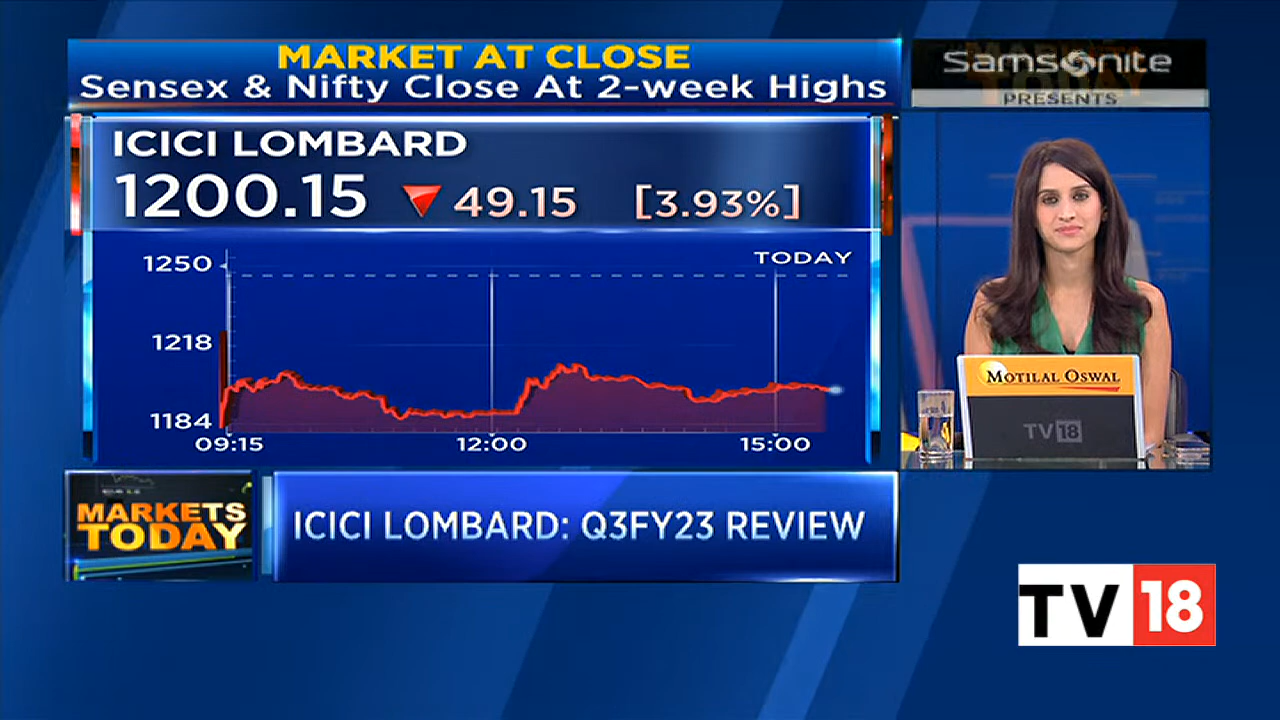 MARKET AT CLOSE
Sensex & Nifty Close At 2-week Highs
Samsonite
PRESENTS
ICICI LOMBARD
1200.15 49.15 [3.93%]
TODAY
1250
1218
1184
09:15 12:00 15:00
MOTILAL OSWAL
TV18
MARKETS
TODAY
ICICI LOMBARD: Q3FY23 REVIEW
TV18